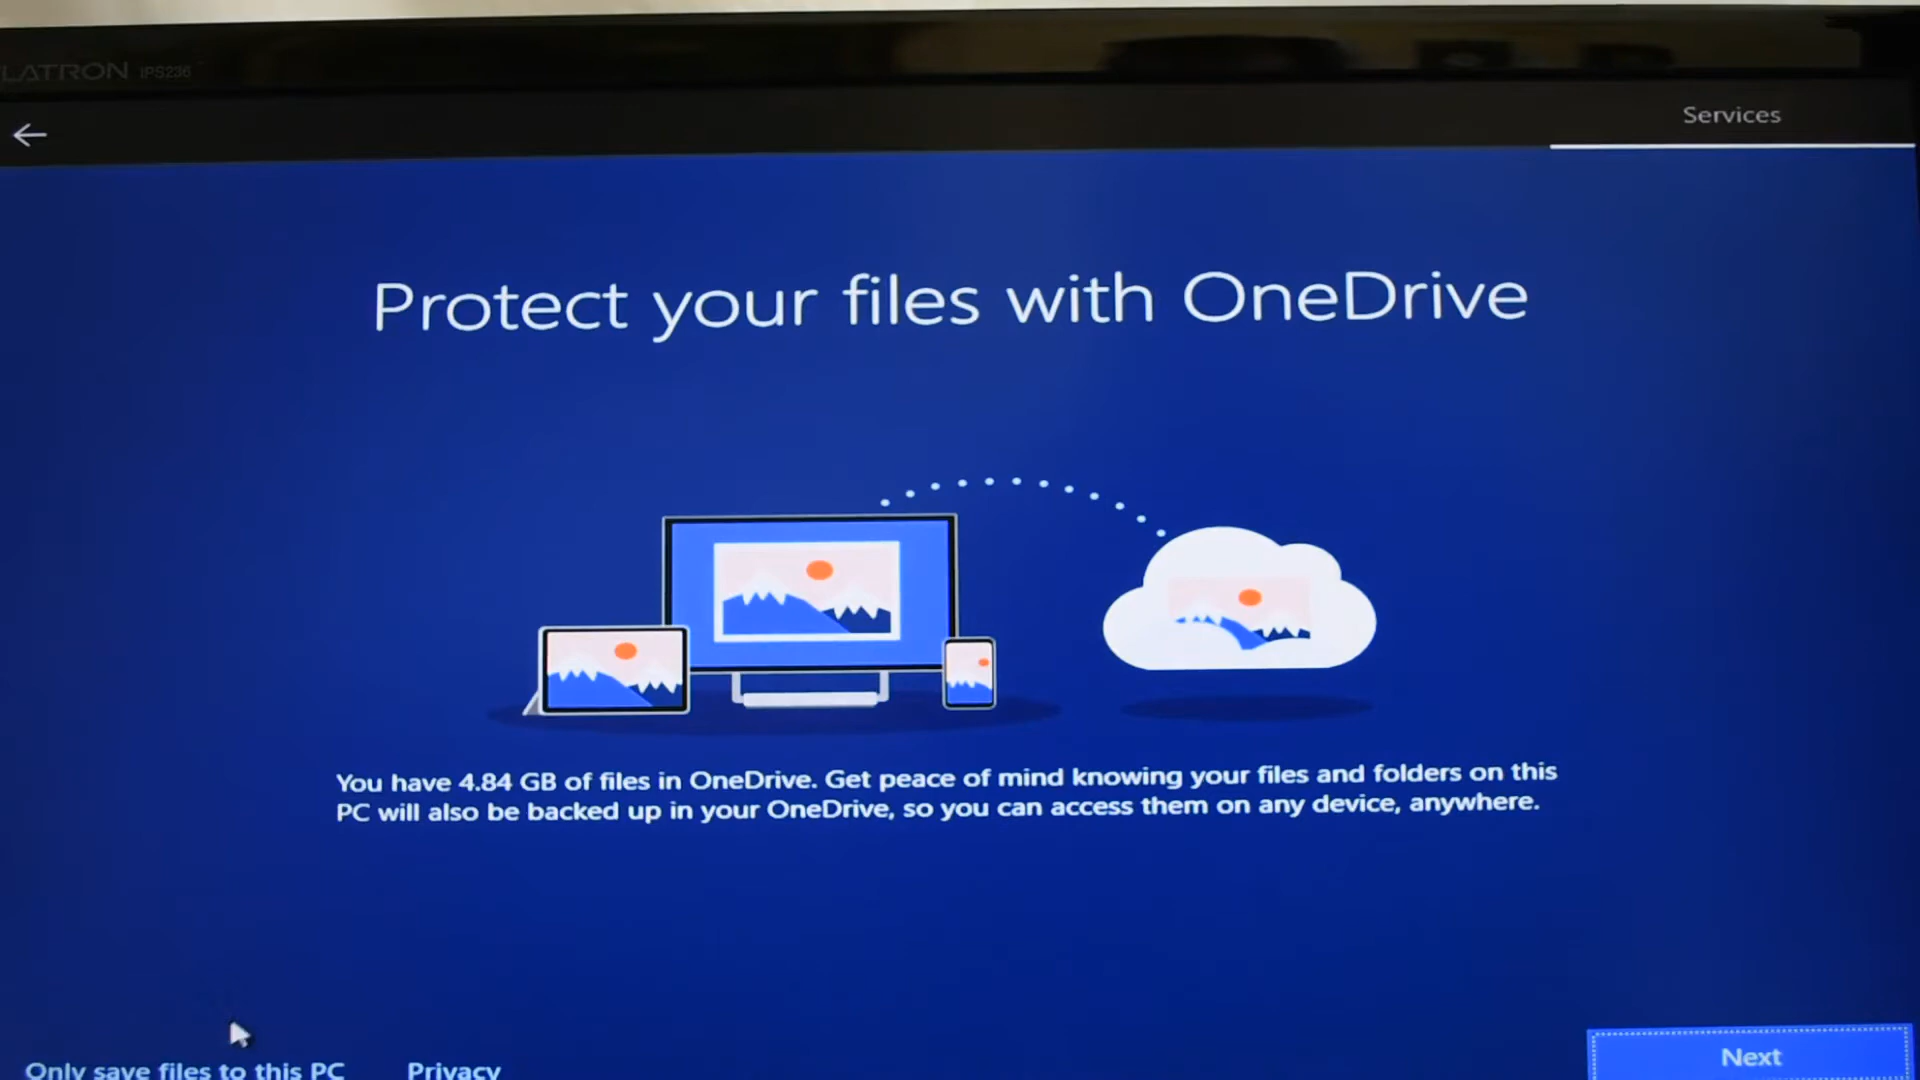 LATRON IPS236
Services
Protect your files with OneDrive
You have 4.84 GB of files in OneDrive. Get peace of mind knowing your files and folders on this
PC will also be backed up in your OneDrive, so you can access them on any device, anywhere.
Only save files to this PC
Privacy
Next